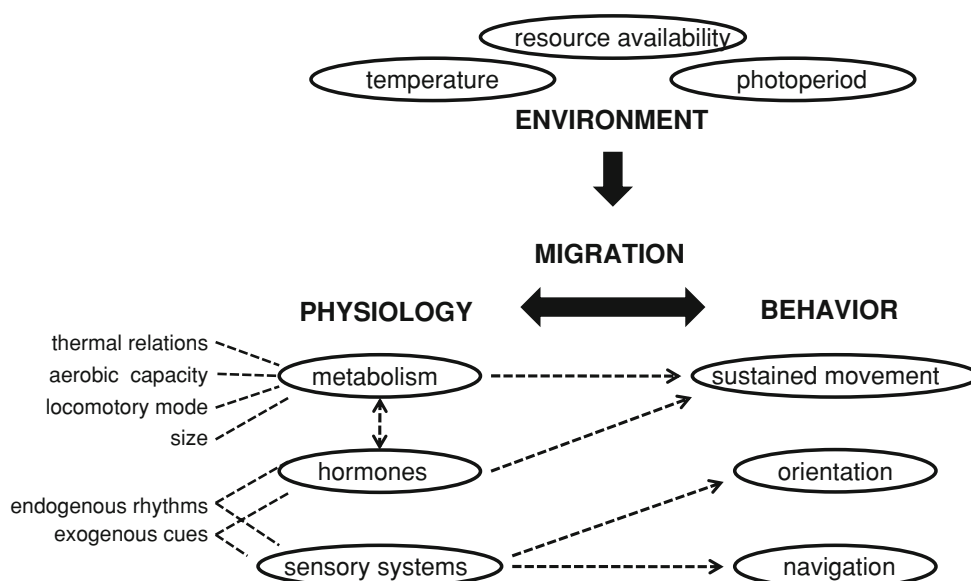 resource availability
temperature
photoperiod
ENVIRONMENT
MIGRATION
PHYSIOLOGY
BEHAVIOR
thermal relations
aerobic capacity
locomotory mode
size
metabolism
sustained movement
hormones
orientation
endogenous rhythms
exogenous cues
sensory systems
navigation